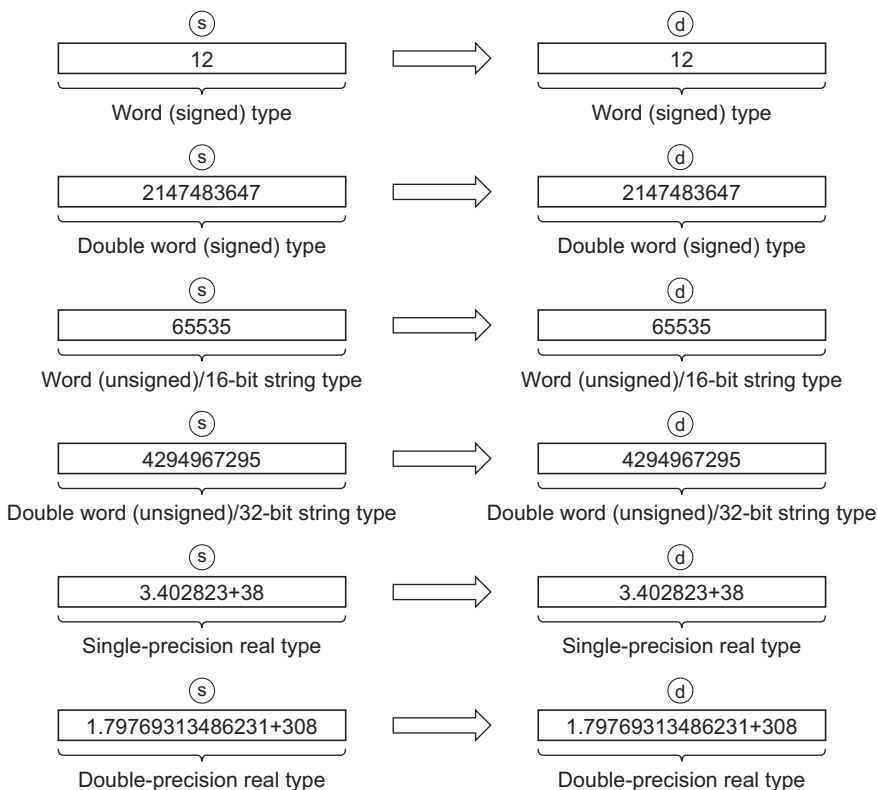 s d
12 12
Word (signed) type Word (signed) type
s d
2147483647 2147483647
Double word (signed) type Double word (signed) type
s d
65535 65535
Word (unsigned)/16-bit string type Word (unsigned)/16-bit string type
s d
4294967295 4294967295
Double word (unsigned)/32-bit string type Double word (unsigned)/32-bit string type
s d
3.402823+38 3.402823+38
Single-precision real type Single-precision real type
s d
1.79769313486231+308 1.79769313486231+308
Double-precision real type Double-precision real type